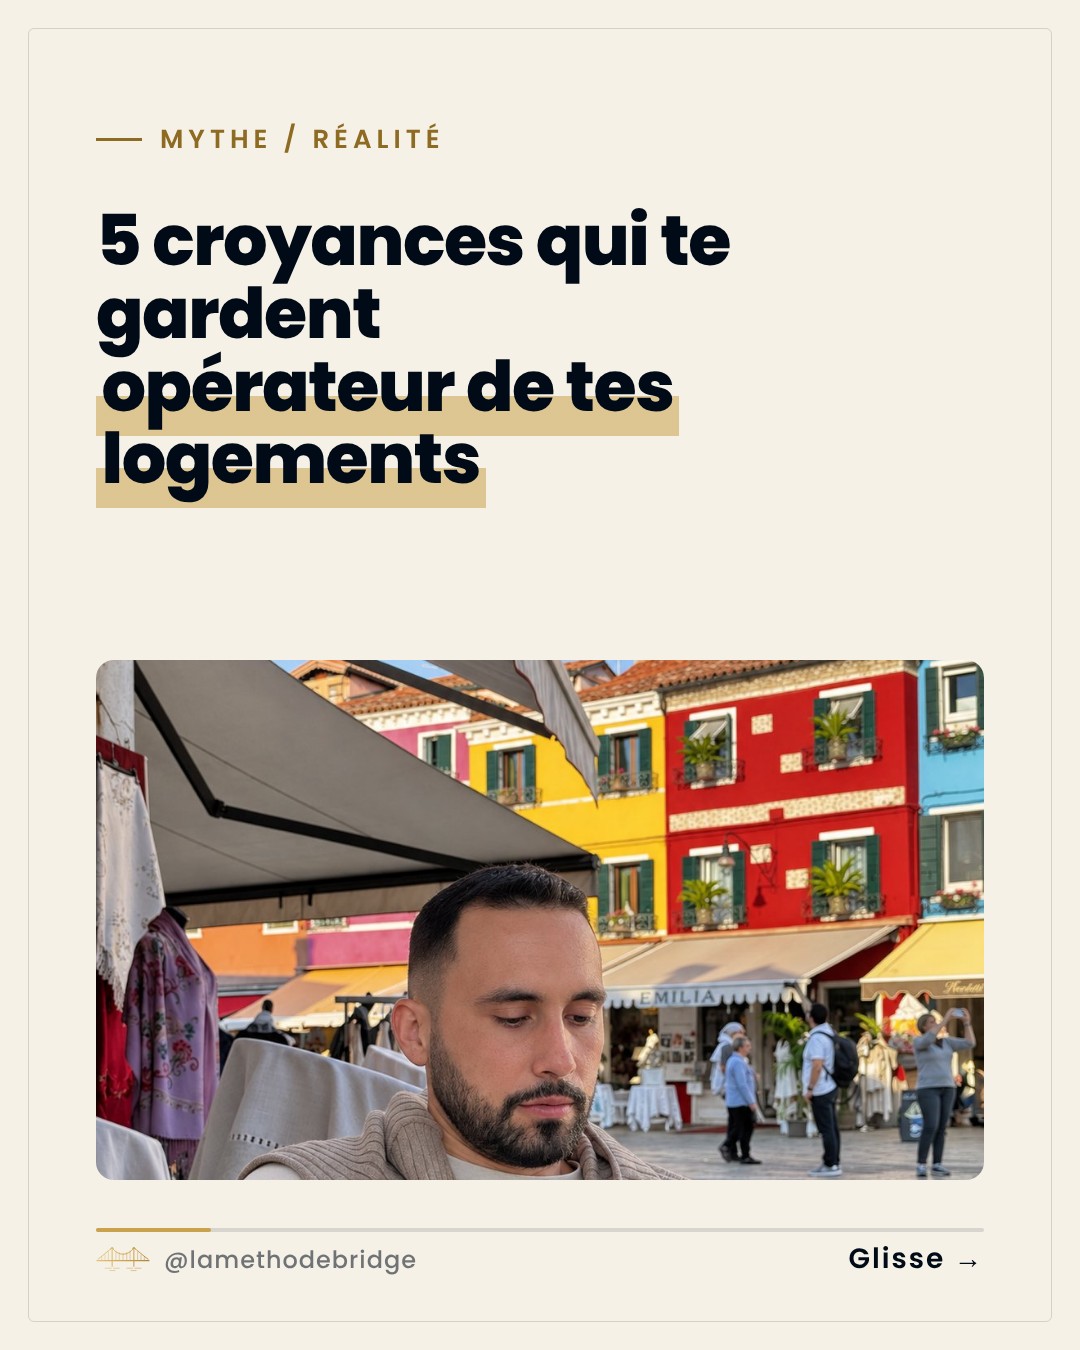 MYTHE / RÉALITÉ
5 croyances qui te
gardent
opérateur de tes
logements
EMILIA
@lamethodebridge
Glisse →